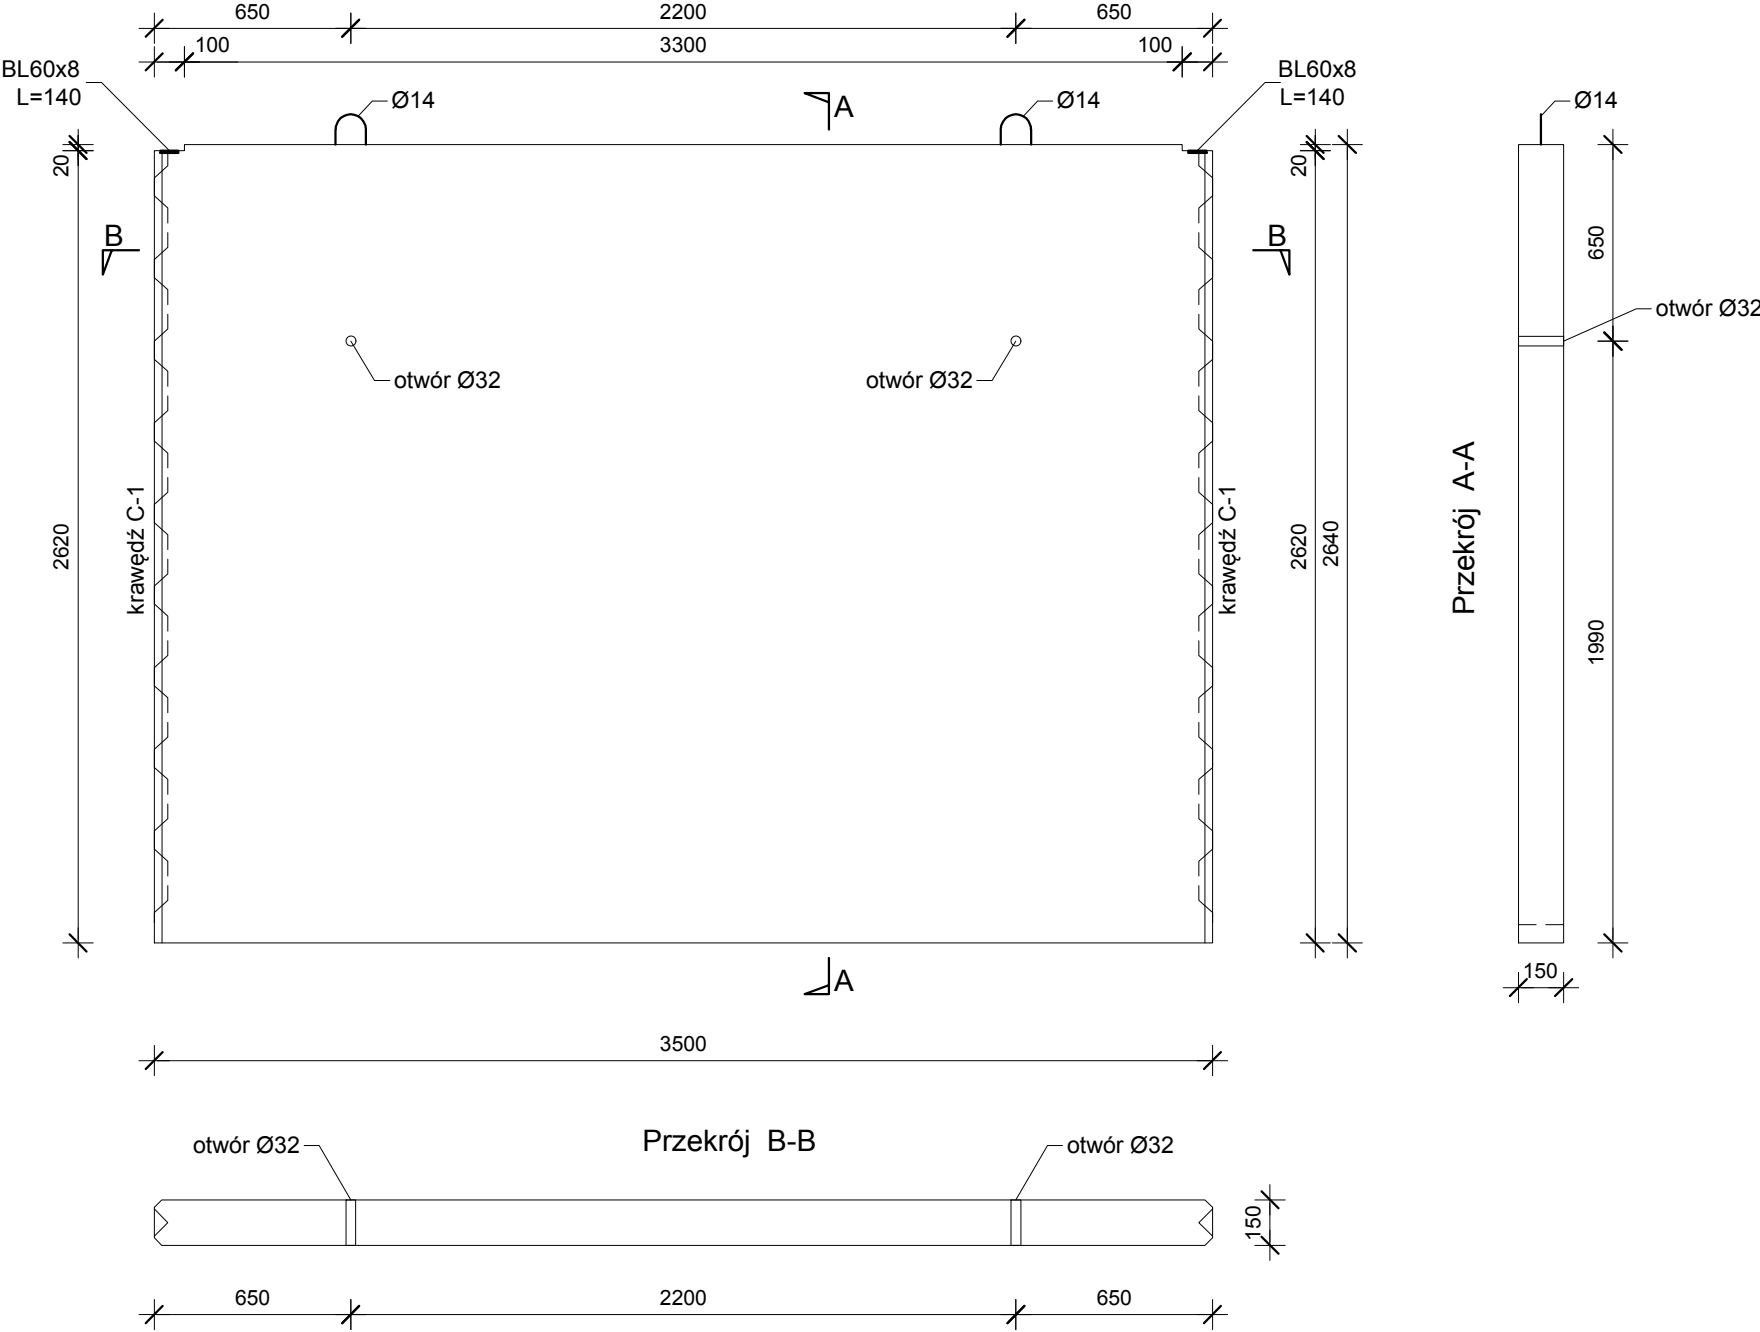 650
2200
650
100
3300
100
BL60x8
L=140
BL60x8
L=140
Ø14
A
Ø14
Ø14
20
20
B
B
650
otwór Ø32
otwór Ø32
otwór Ø32
2620
krawędź C-1
krawędź C-1
2620
2640
Przekrój A-A
1990
A
150
3500
Przekrój B-B
otwór Ø32
otwór Ø32
150
650
2200
650